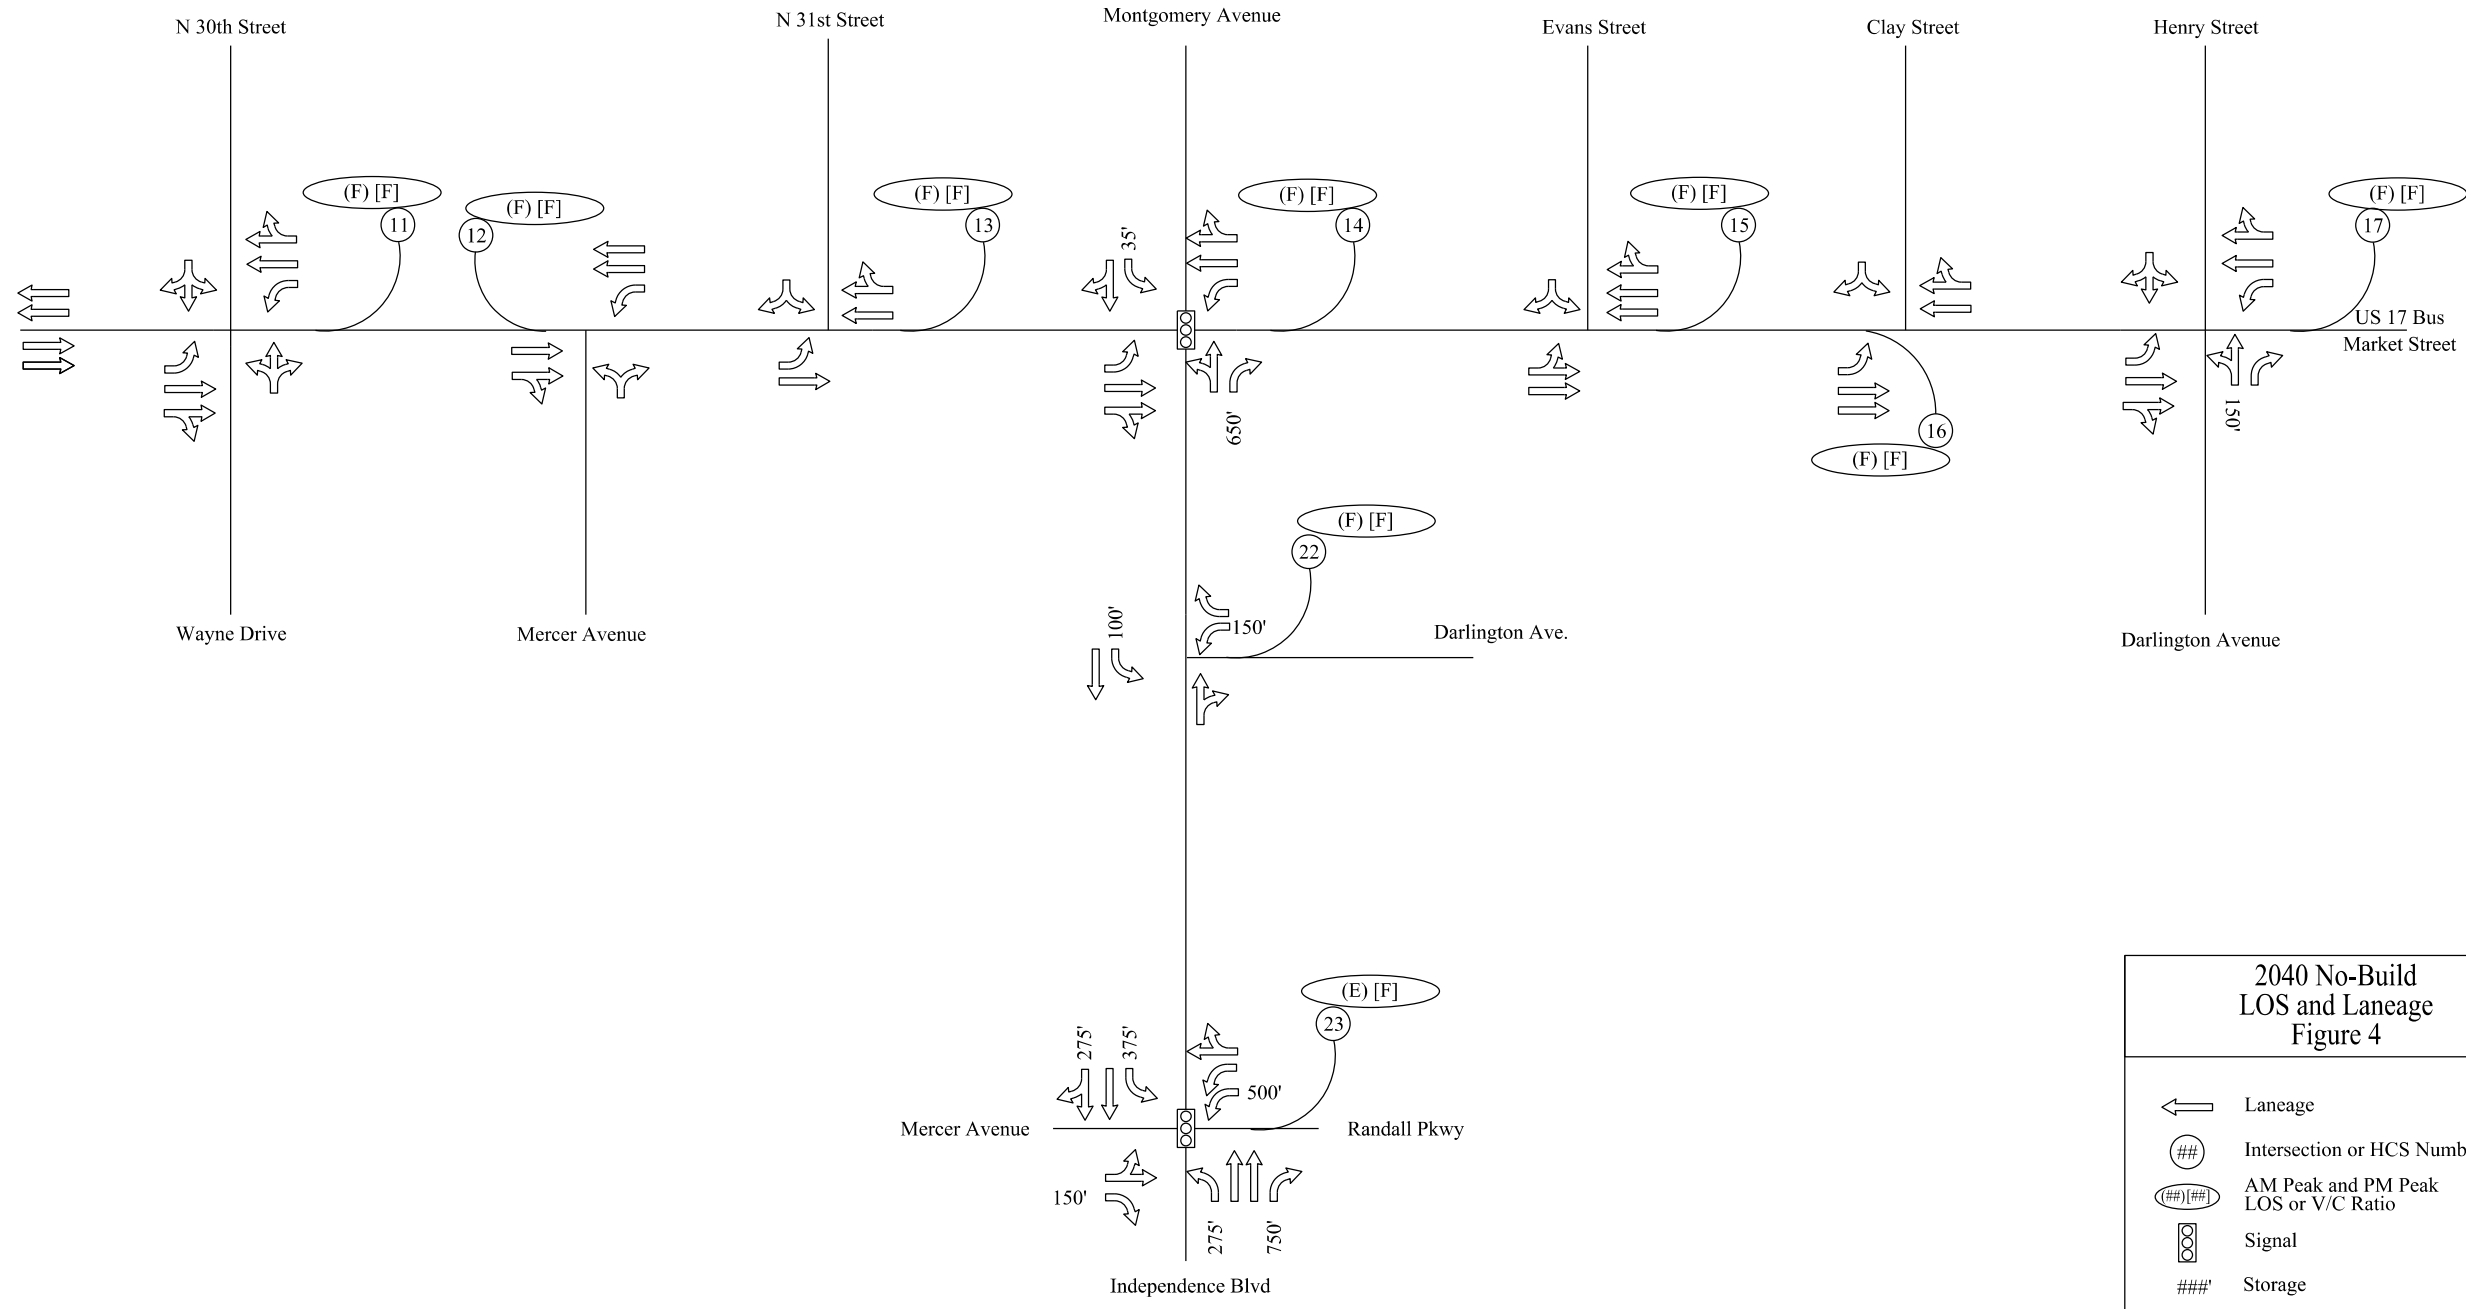 N 30th Street
N 31st Street
Montgomery Avenue
Evans Street
Clay Street
Henry Street
(F) [F]
11
(F) [F]
12
(F) [F]
13
(F) [F]
14
(F) [F]
15
(F) [F]
17
35'
US 17 Bus
Market Street
650'
150'
16
(F) [F]
(F) [F]
22
100'
150'
Darlington Ave.
Wayne Drive
Mercer Avenue
Darlington Avenue
(E) [F]
23
275'
375'
500'
Mercer Avenue
Randall Pkwy
150'
275'
750'
Independence Blvd
2040 No-Build
LOS and Laneage
Figure 4
Laneage
##
Intersection or HCS Numb
(##)[##]
AM Peak and PM Peak
LOS or V/C Ratio
Signal
###'
Storage